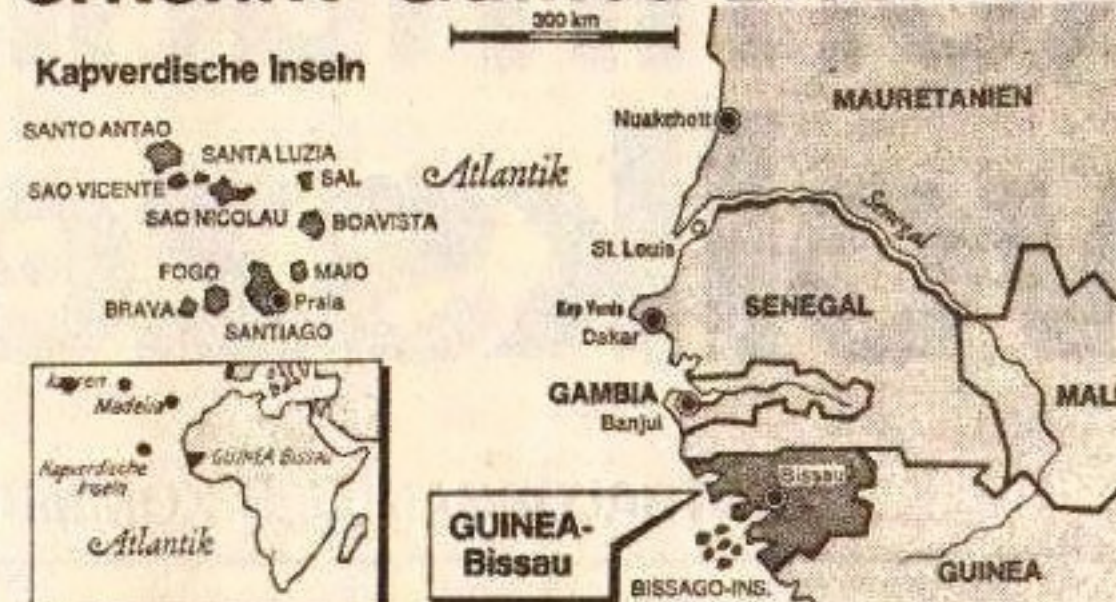 300 km
Kapverdische Inseln
SANTO ANTAO
SANTA LUZIA
SAO VICENTE
SAL
SAO NICOLAU
BOAVISTA
FOGO
MAIO
BRAVA
Praia
SANTIAGO
Atlantik
Nuakchott
MAURETANIEN
Senegal
St. Louis
SENEGAL
Kap Verde
Dakar
GAMBIA
Banjul
MALI
Bissau
GUINEA-
Bissau
BISSAGO-INS.
GUINEA
Madeira
GUINEA BISSAU
Kapverdische
Inseln
Atlantik